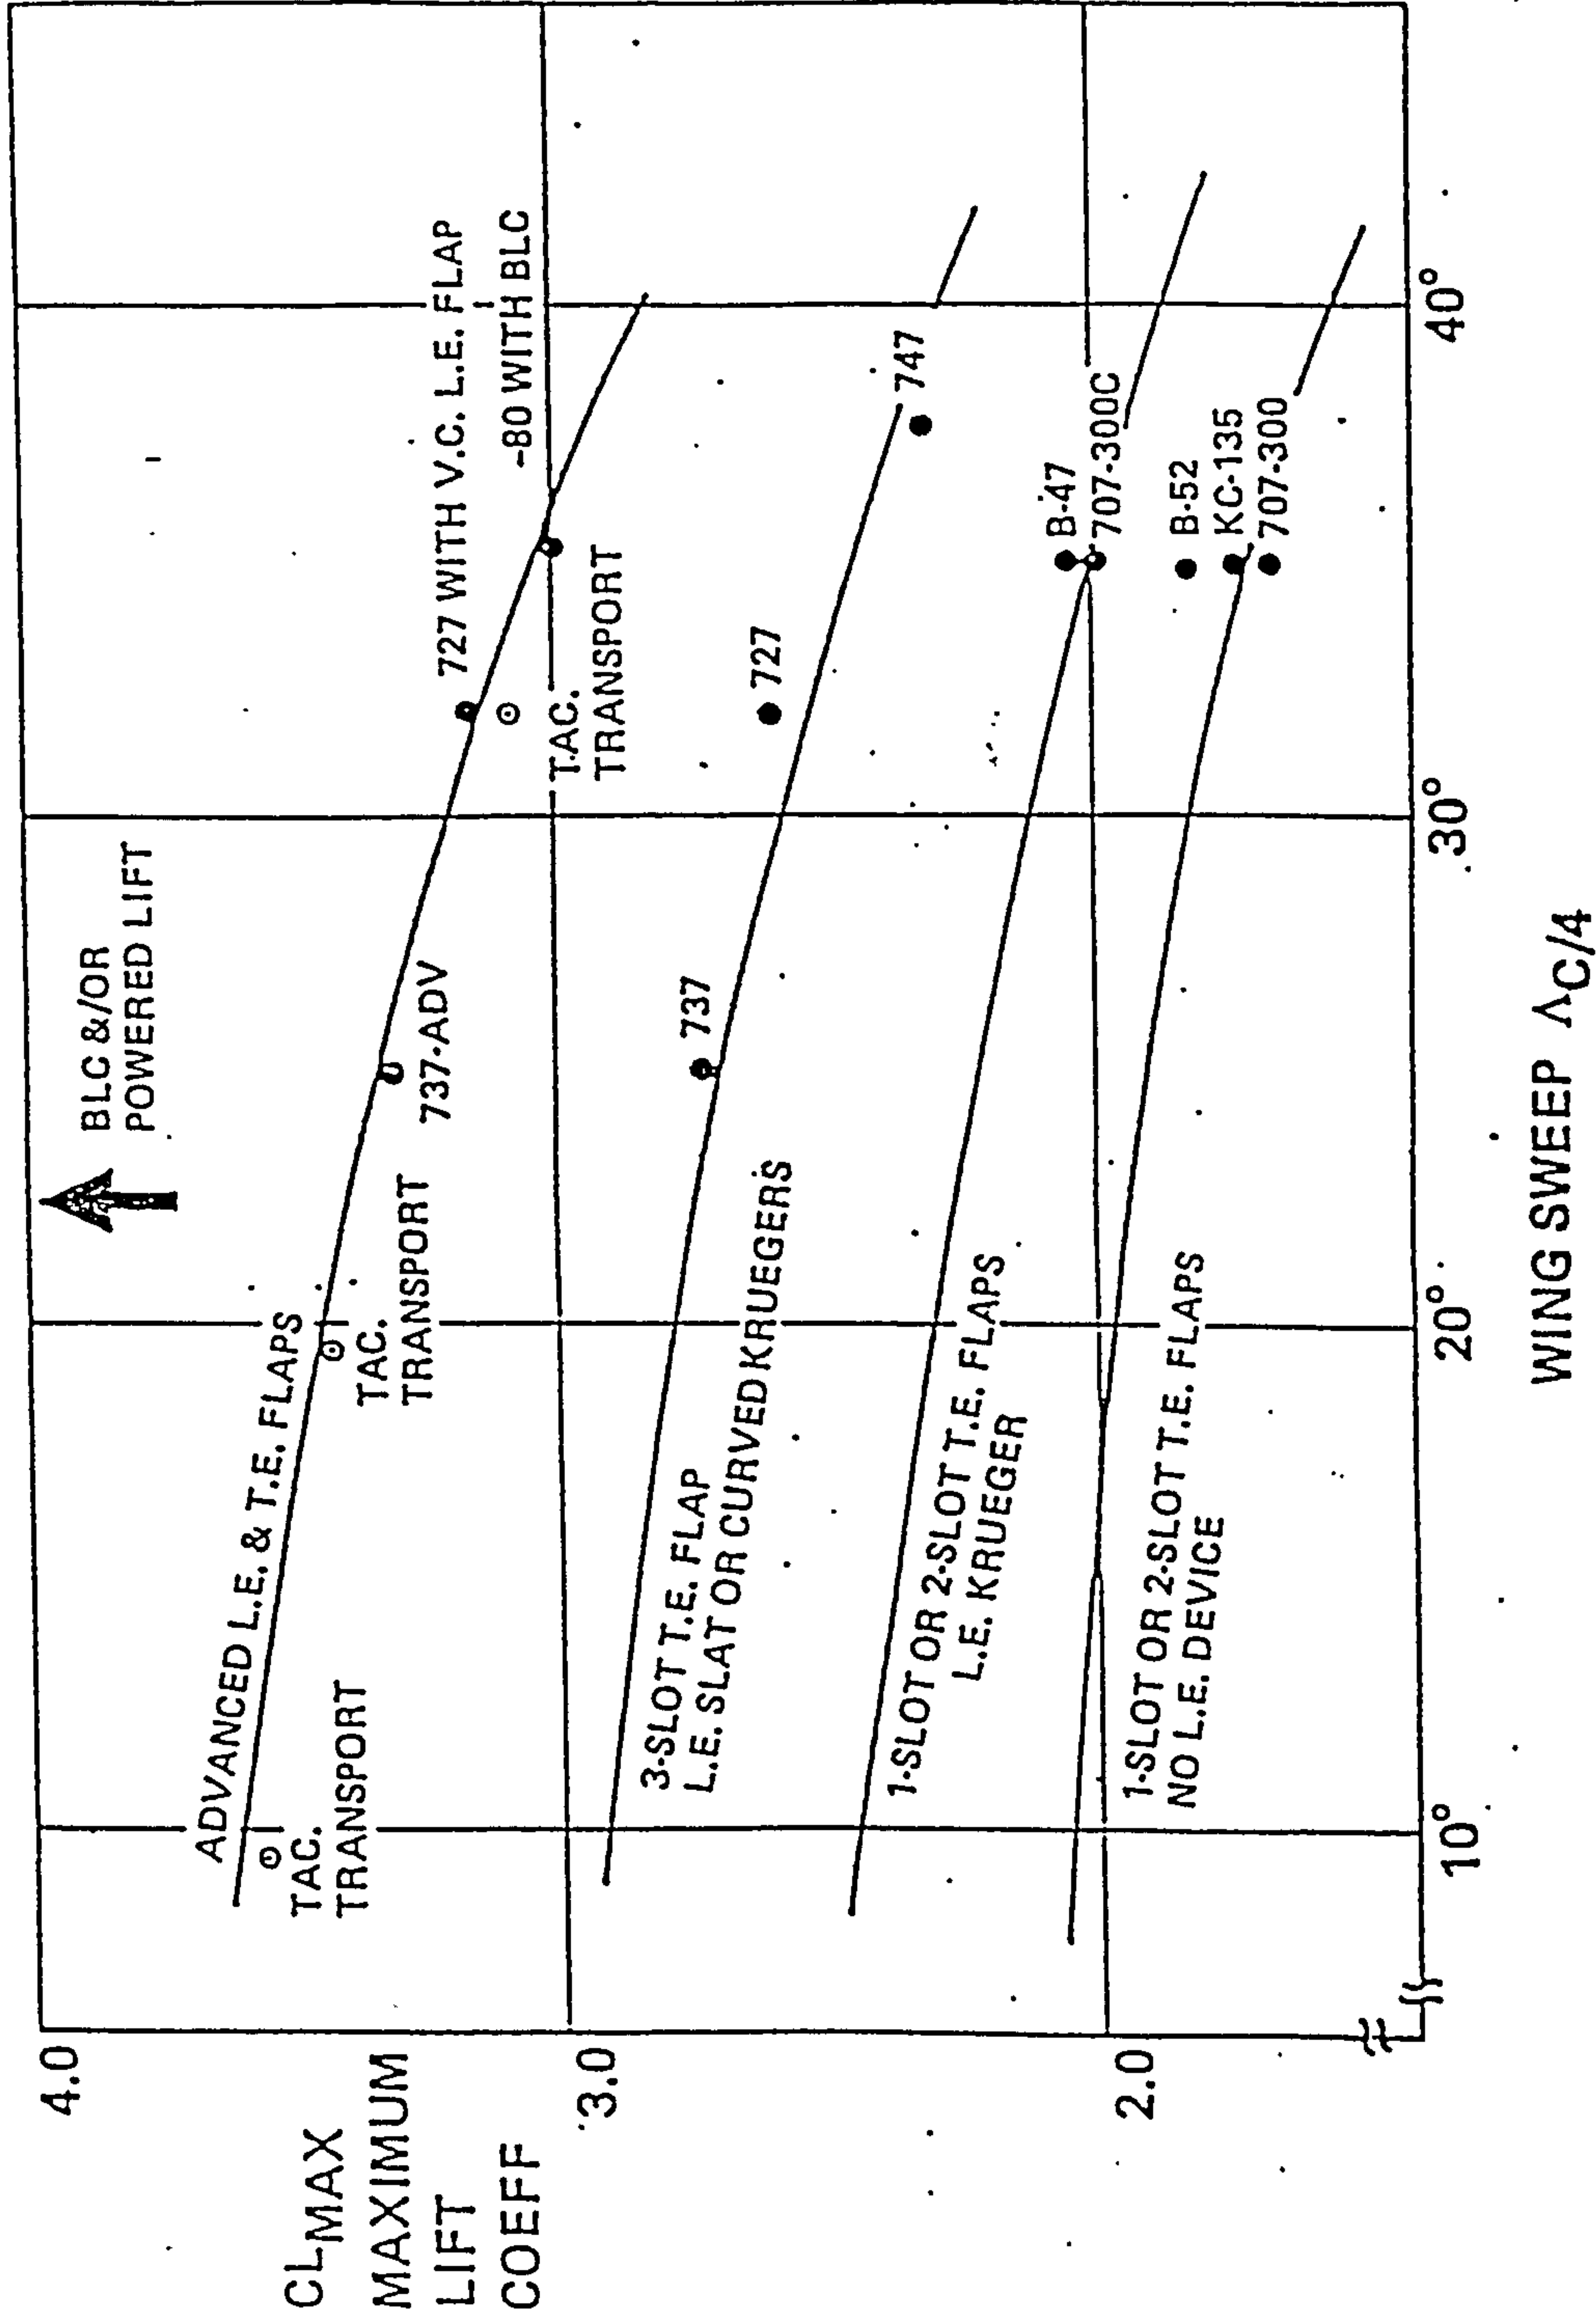 CLMAX
MAXIMUM
LIFT
COEFF
4.0
3.0
2.0
BLC &/OR
POWERED LIFT
ADVANCED L.E. & T.E. FLAPS
TAC.
TRANSPORT
TAC.
TRANSPORT
737-ADV
727 WITH V.C. L.E. FLAP
-80 WITH BLC
TAC.
TRANSPORT
3-SLOT T.E. FLAP
L.E. SLAT OR CURVED KRUEGERS
737
727
747
1-SLOT OR 2-SLOT T.E. FLAPS
L.E. KRUEGER
B-47
707-300C
1-SLOT OR 2-SLOT T.E. FLAPS
NO L.E. DEVICE
B-52
KC-135
707-300
10°
20°
30°
40°
WING SWEEP ΛC/4